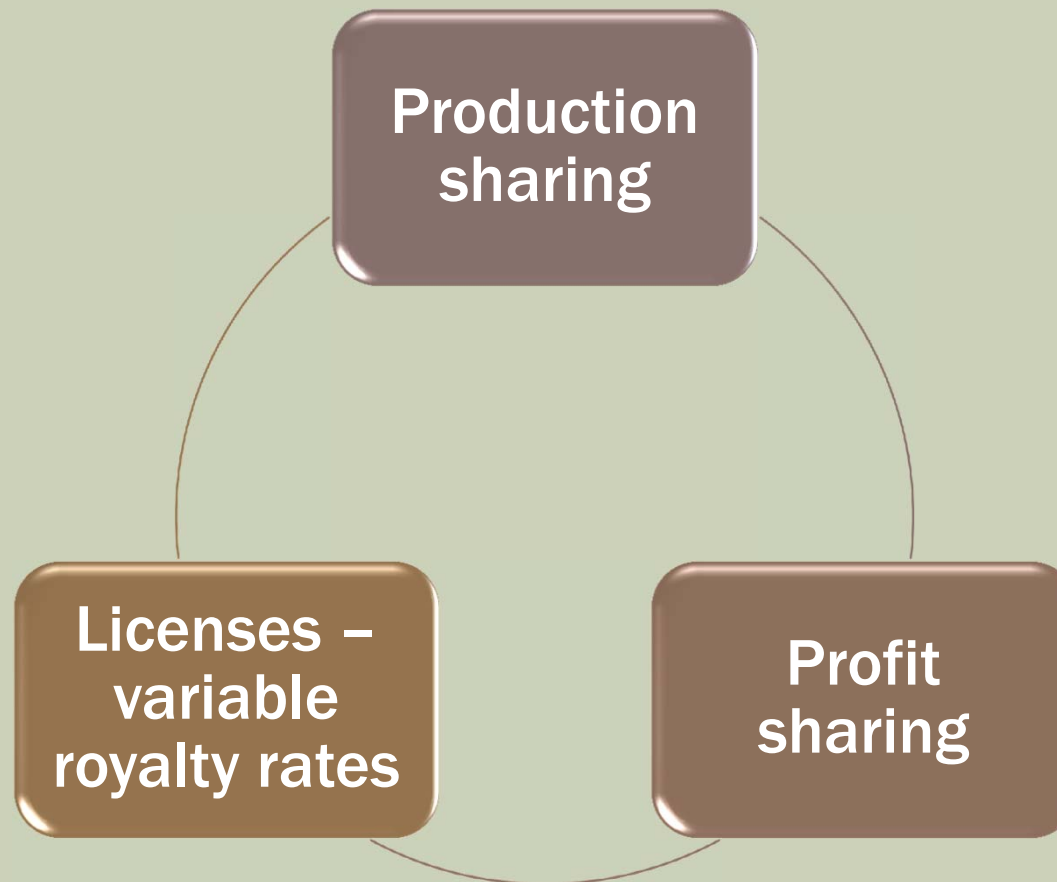 Production
sharing
Licenses –
variable
royalty rates
Profit
sharing